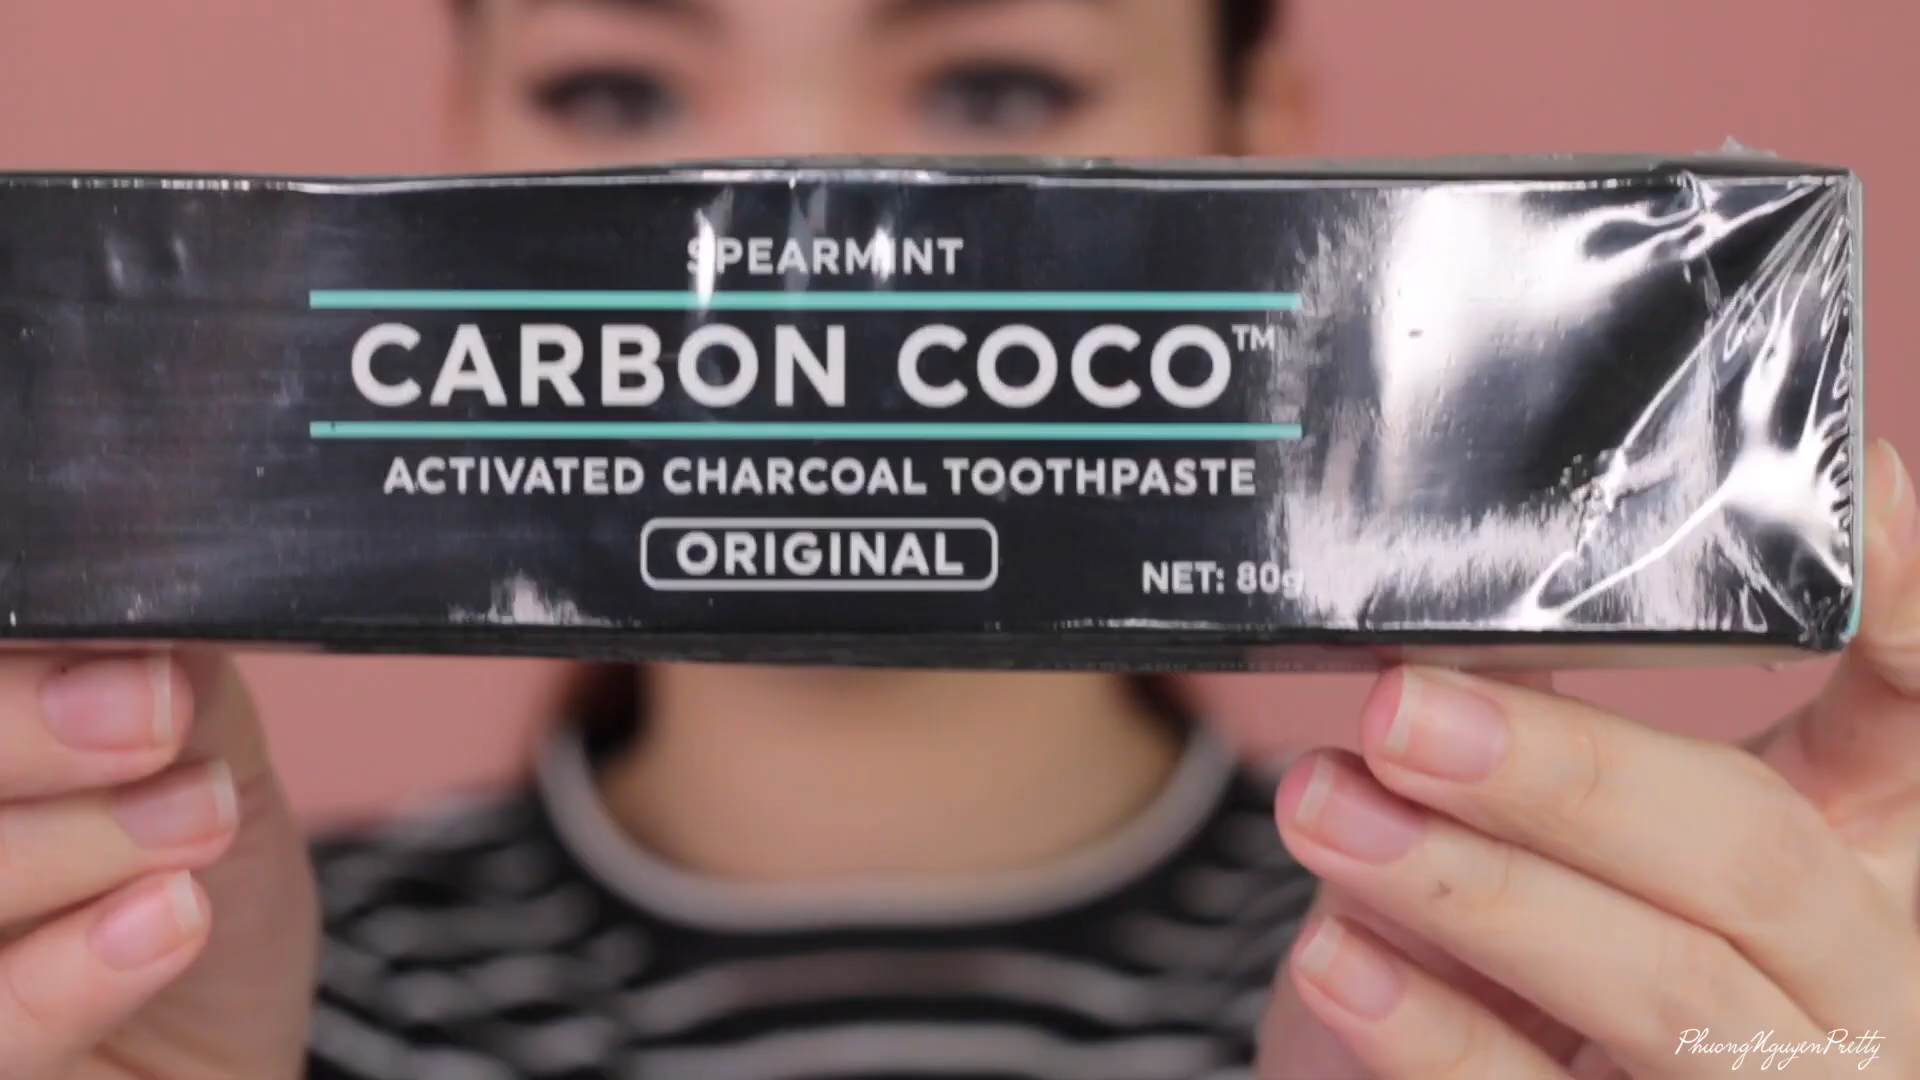 SPEARMINT
CARBON COCO™
ACTIVATED CHARCOAL TOOTHPASTE
ORIGINAL
NET: 80g
PhuongNguyenPretty